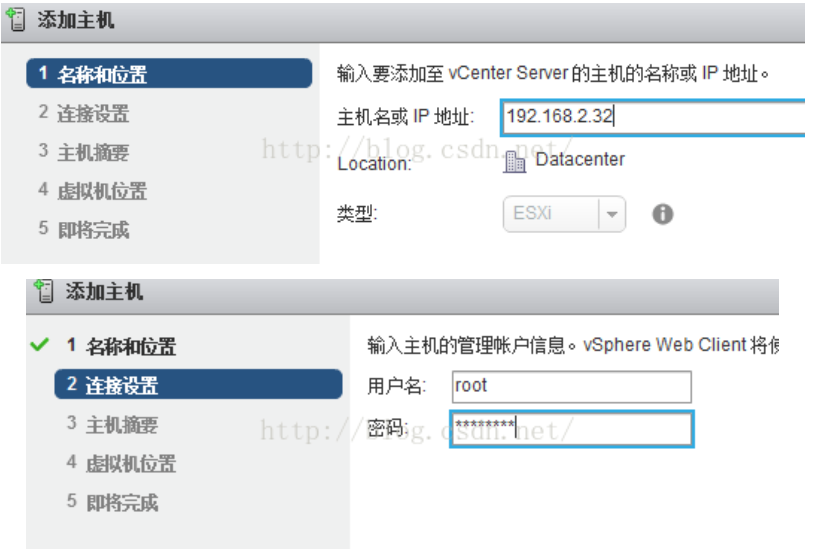 添加主机
1 名称和位置
2 连接设置
3 主机摘要
4 虚拟机位置
5 即将完成
输入要添加至 vCenter Server 的主机的名称或 IP 地址。
主机名或 IP 地址: 192.168.2.32
Location: Datacenter
类型: ESXi
http://blog.csdn.net/
添加主机
1 名称和位置
2 连接设置
3 主机摘要
4 虚拟机位置
5 即将完成
输入主机的管理帐户信息。vSphere Web Client 将使
用户名: root
密码: ********
http://blog.csdn.net/